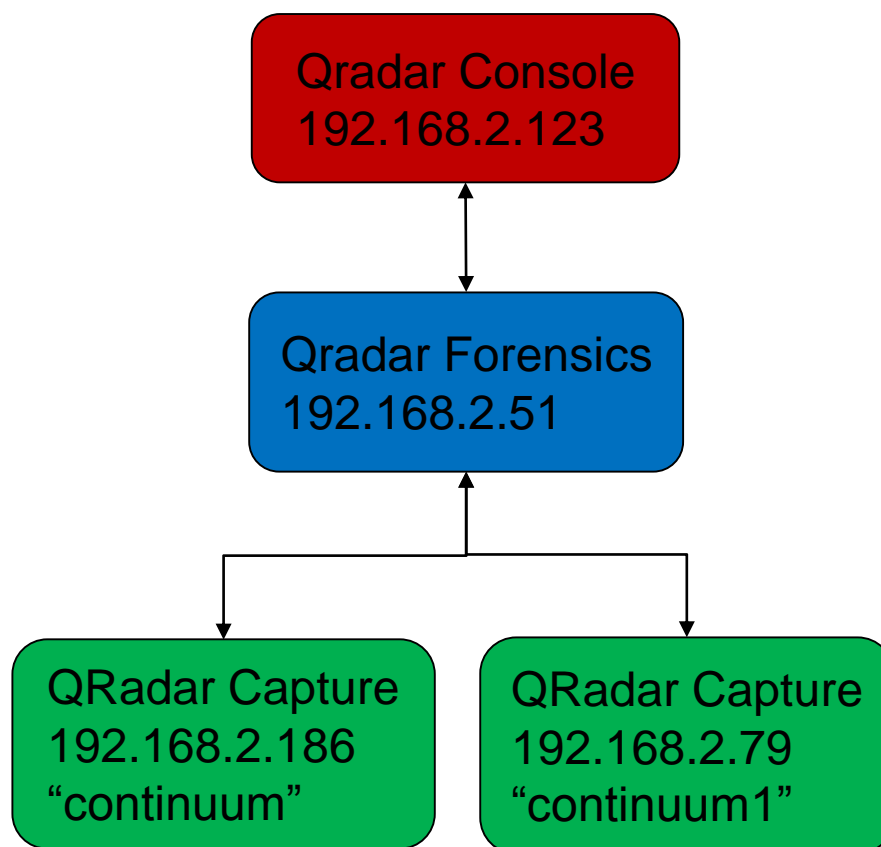 Qradar Console
192.168.2.123
Qradar Forensics
192.168.2.51
QRadar Capture
192.168.2.186
“continuum”
QRadar Capture
192.168.2.79
“continuum1”